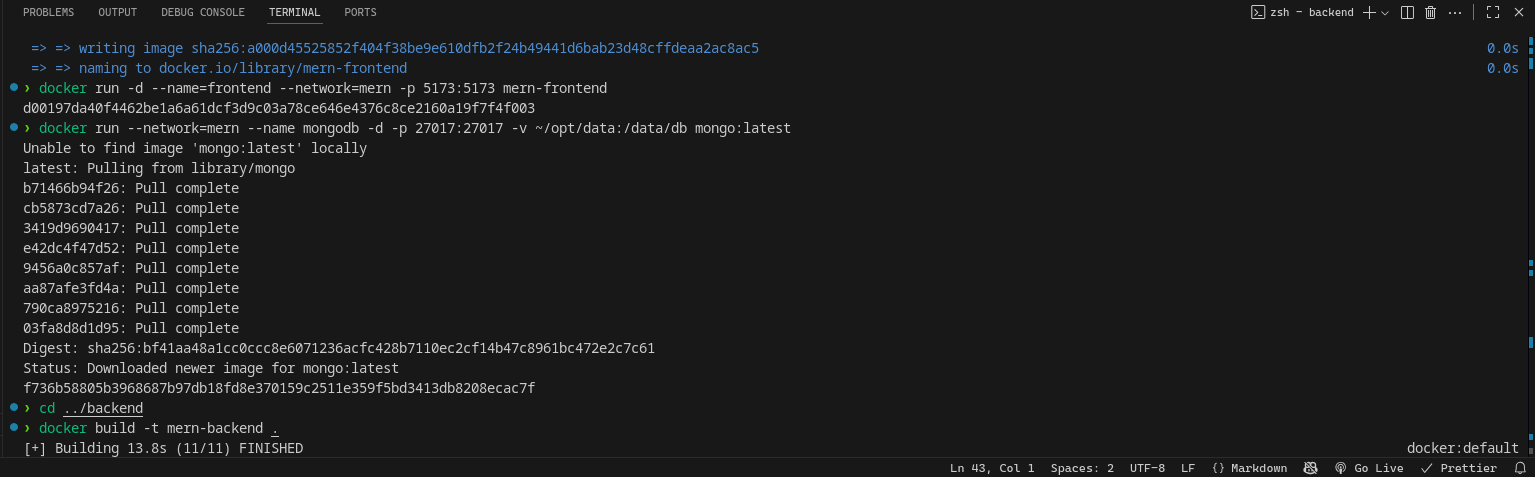 PROBLEMS OUTPUT DEBUG CONSOLE TERMINAL PORTS zsh - backend
=> => writing image sha256:a000d45525852f404f38be9e610dfb2f24b49441d6bab23d48cffdeaa2ac8ac5 0.0s
=> => naming to docker.io/library/mern-frontend 0.0s
❯ docker run -d --name=frontend --network=mern -p 5173:5173 mern-frontend
d00197da40f4462be1a6a61dcf3d9c03a78ce646e4376c8ce2160a19f7f4f003
❯ docker run --network=mern --name mongodb -d -p 27017:27017 -v ~/opt/data:/data/db mongo:latest
Unable to find image 'mongo:latest' locally
latest: Pulling from library/mongo
b71466b94f26: Pull complete
cb5873cd7a26: Pull complete
3419d9690417: Pull complete
e42dc4f47d52: Pull complete
9456a0c857af: Pull complete
aa87afe3fd4a: Pull complete
790ca8975216: Pull complete
03fa8d8d1d95: Pull complete
Digest: sha256:bf41aa48a1cc0ccc8e6071236acfc428b7110ec2cf14b47c8961bc472e2c7c61
Status: Downloaded newer image for mongo:latest
f736b58805b3968687b97db18fd8e370159c2511e359f5bd3413db8208ecac7f
❯ cd ../backend
❯ docker build -t mern-backend .
[+] Building 13.8s (11/11) FINISHED docker:default
Ln 43, Col 1 Spaces: 2 UTF-8 LF {} Markdown Go Live Prettier